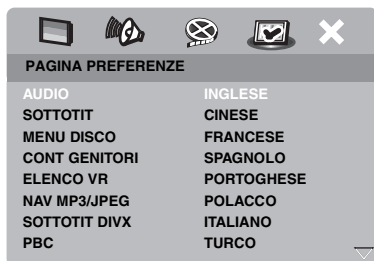 PAGINA PREFERENZE
AUDIO INGLESE
SOTTOTIT CINESE
MENU DISCO FRANCESE
CONT GENITORI SPAGNOLO
ELENCO VR PORTOGHESE
NAV MP3/JPEG POLACCO
SOTTOTIT DIVX ITALIANO
PBC TURCO